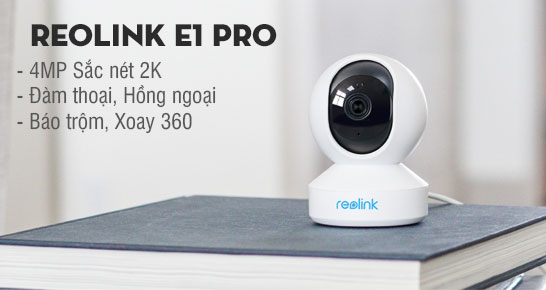 REOLINK E1 PRO
- 4MP Sắc nét 2K
- Đàm thoại, Hồng ngoại
- Báo trộm, Xoay 360
reolink